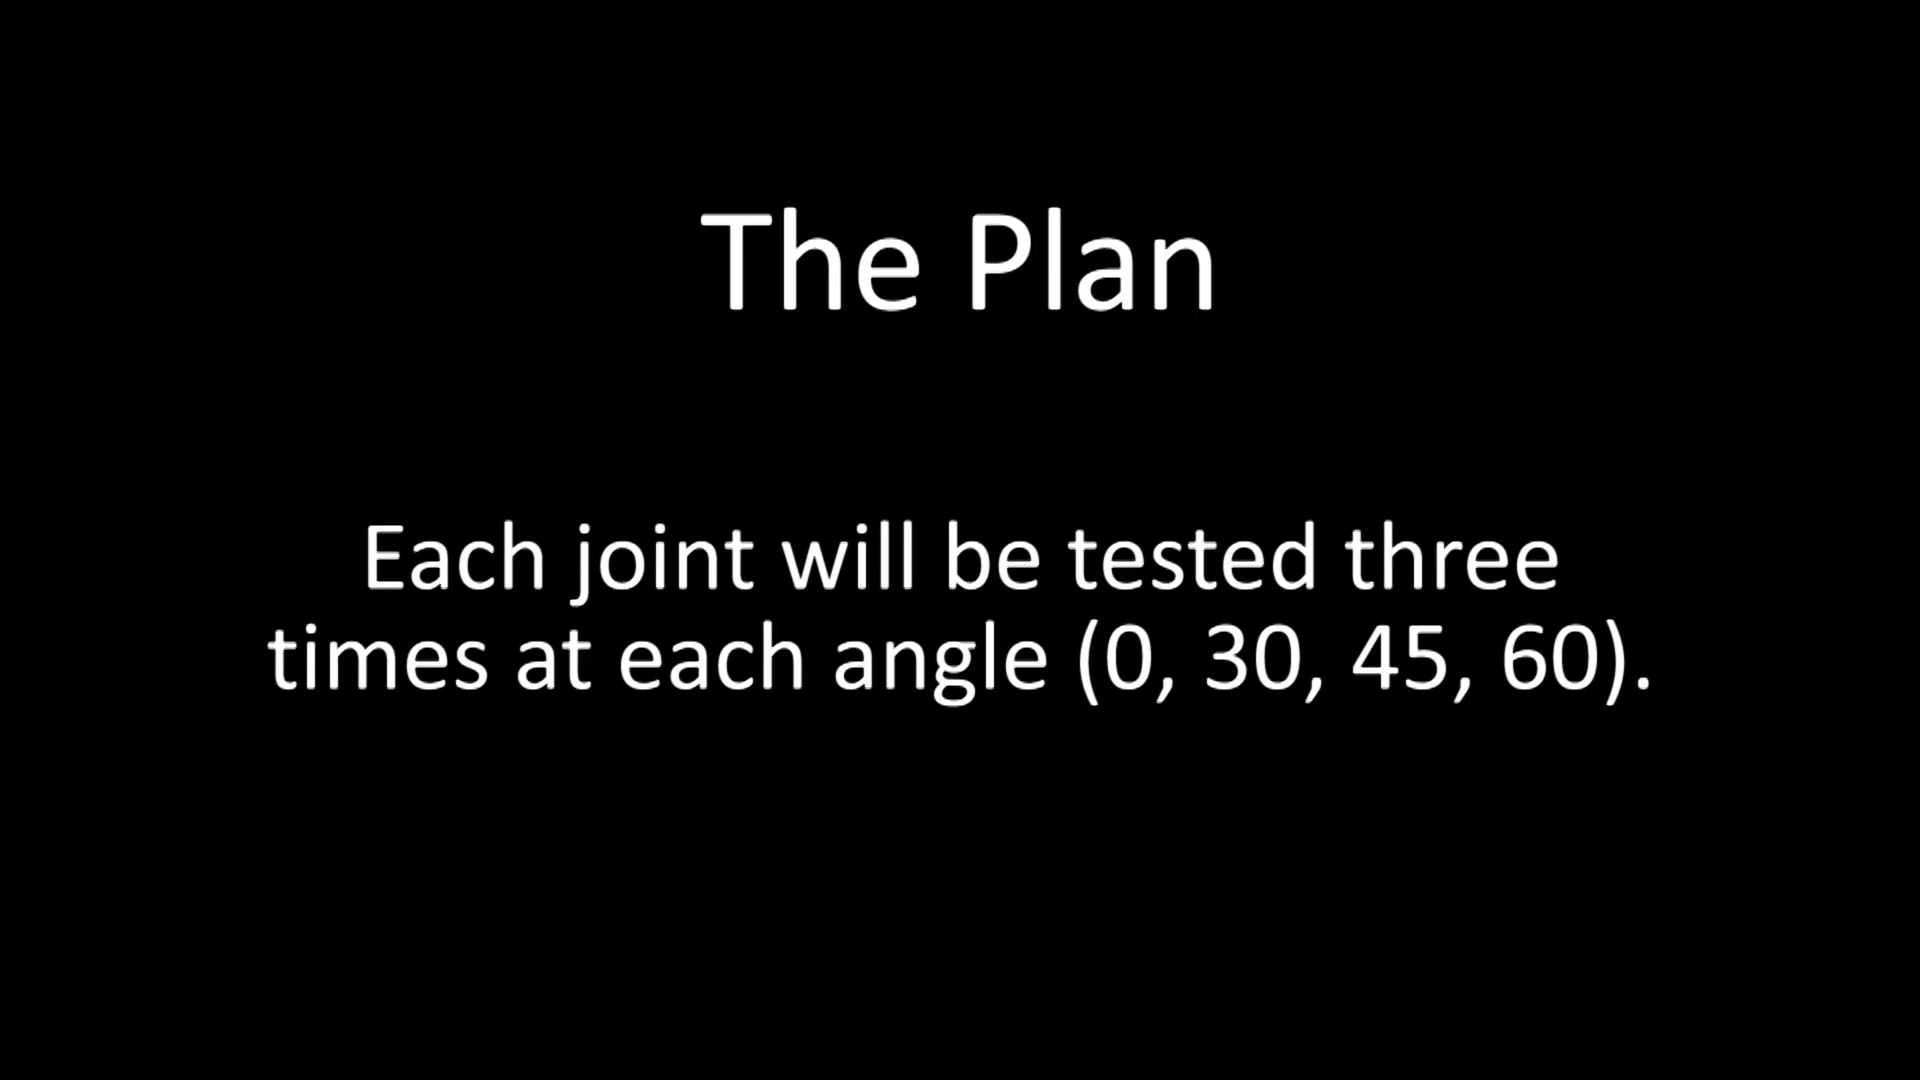 The Plan
Each joint will be tested three
times at each angle (0, 30, 45, 60).